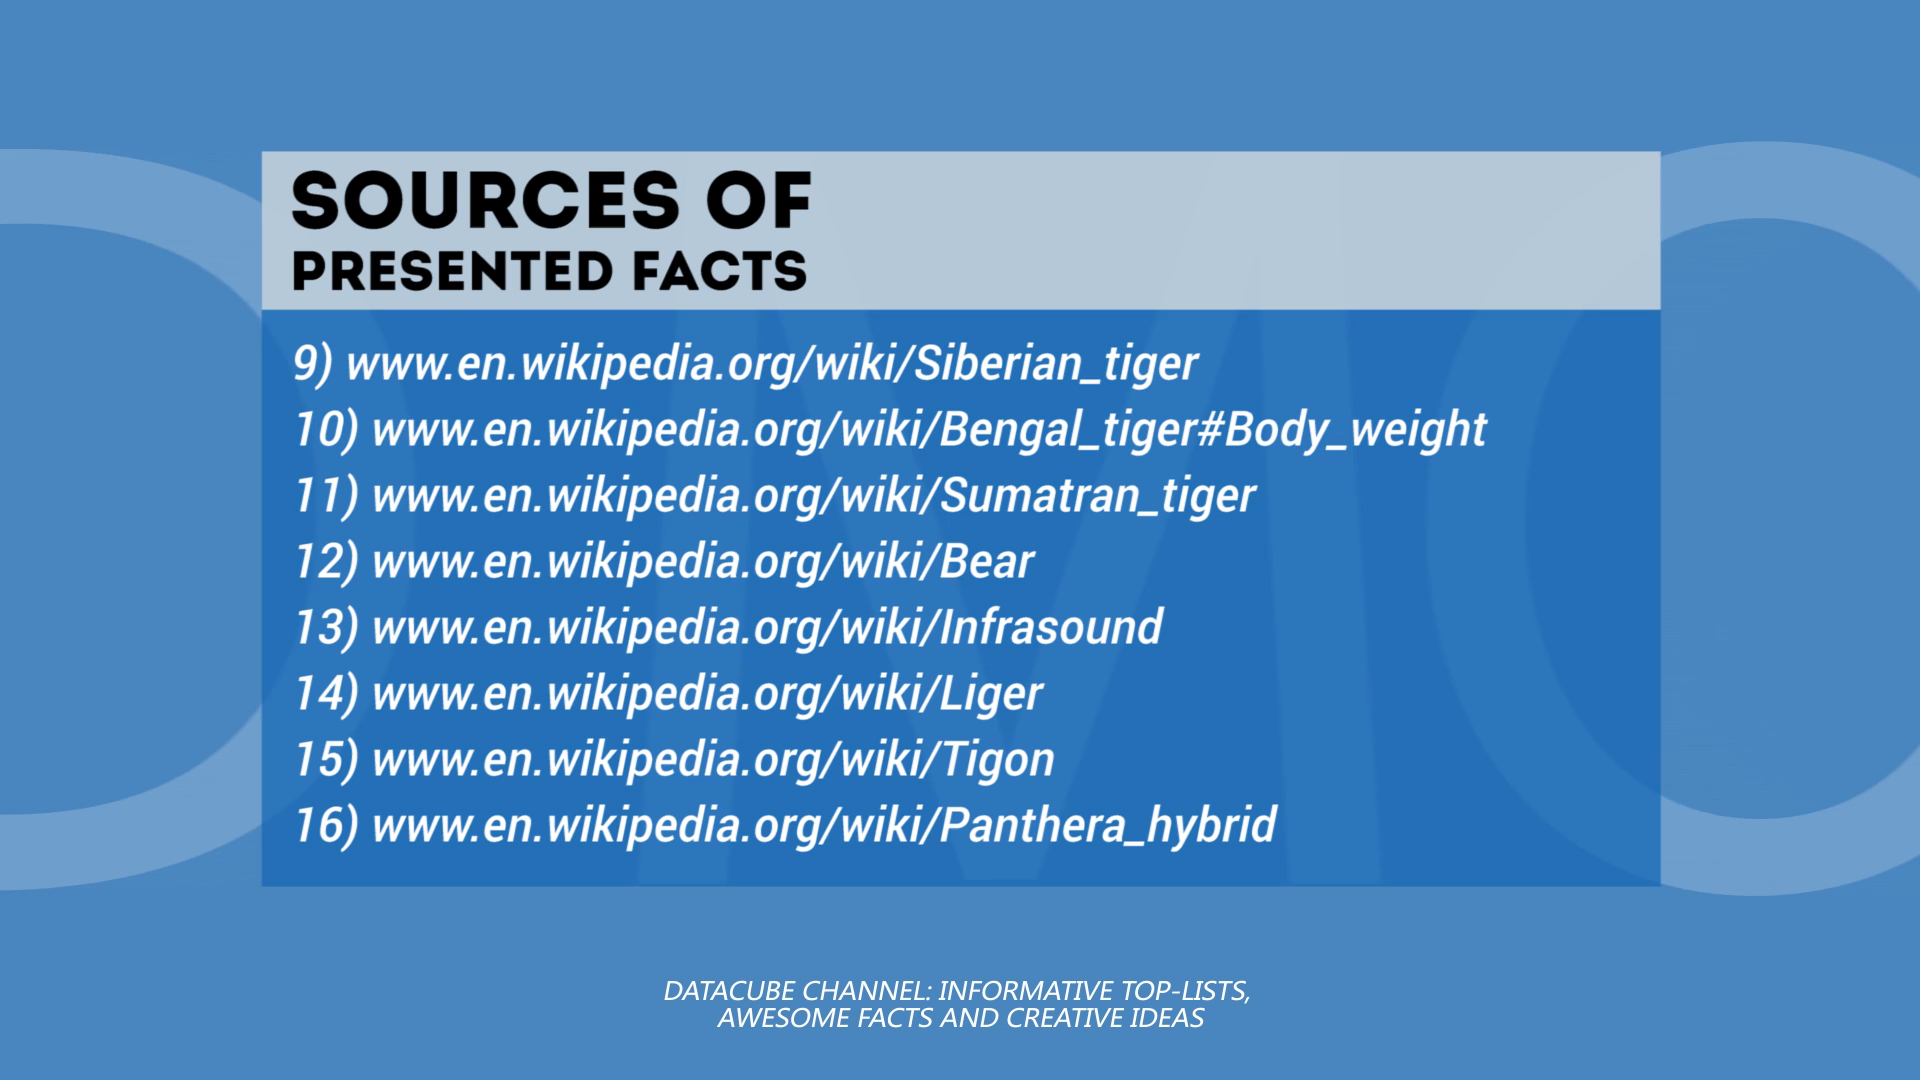 SOURCES OF
PRESENTED FACTS
9) www.en.wikipedia.org/wiki/Siberian_tiger
10) www.en.wikipedia.org/wiki/Bengal_tiger#Body_weight
11) www.en.wikipedia.org/wiki/Sumatran_tiger
12) www.en.wikipedia.org/wiki/Bear
13) www.en.wikipedia.org/wiki/Infrasound
14) www.en.wikipedia.org/wiki/Liger
15) www.en.wikipedia.org/wiki/Tigon
16) www.en.wikipedia.org/wiki/Panthera_hybrid
DATACUBE CHANNEL: INFORMATIVE TOP-LISTS,
AWESOME FACTS AND CREATIVE IDEAS